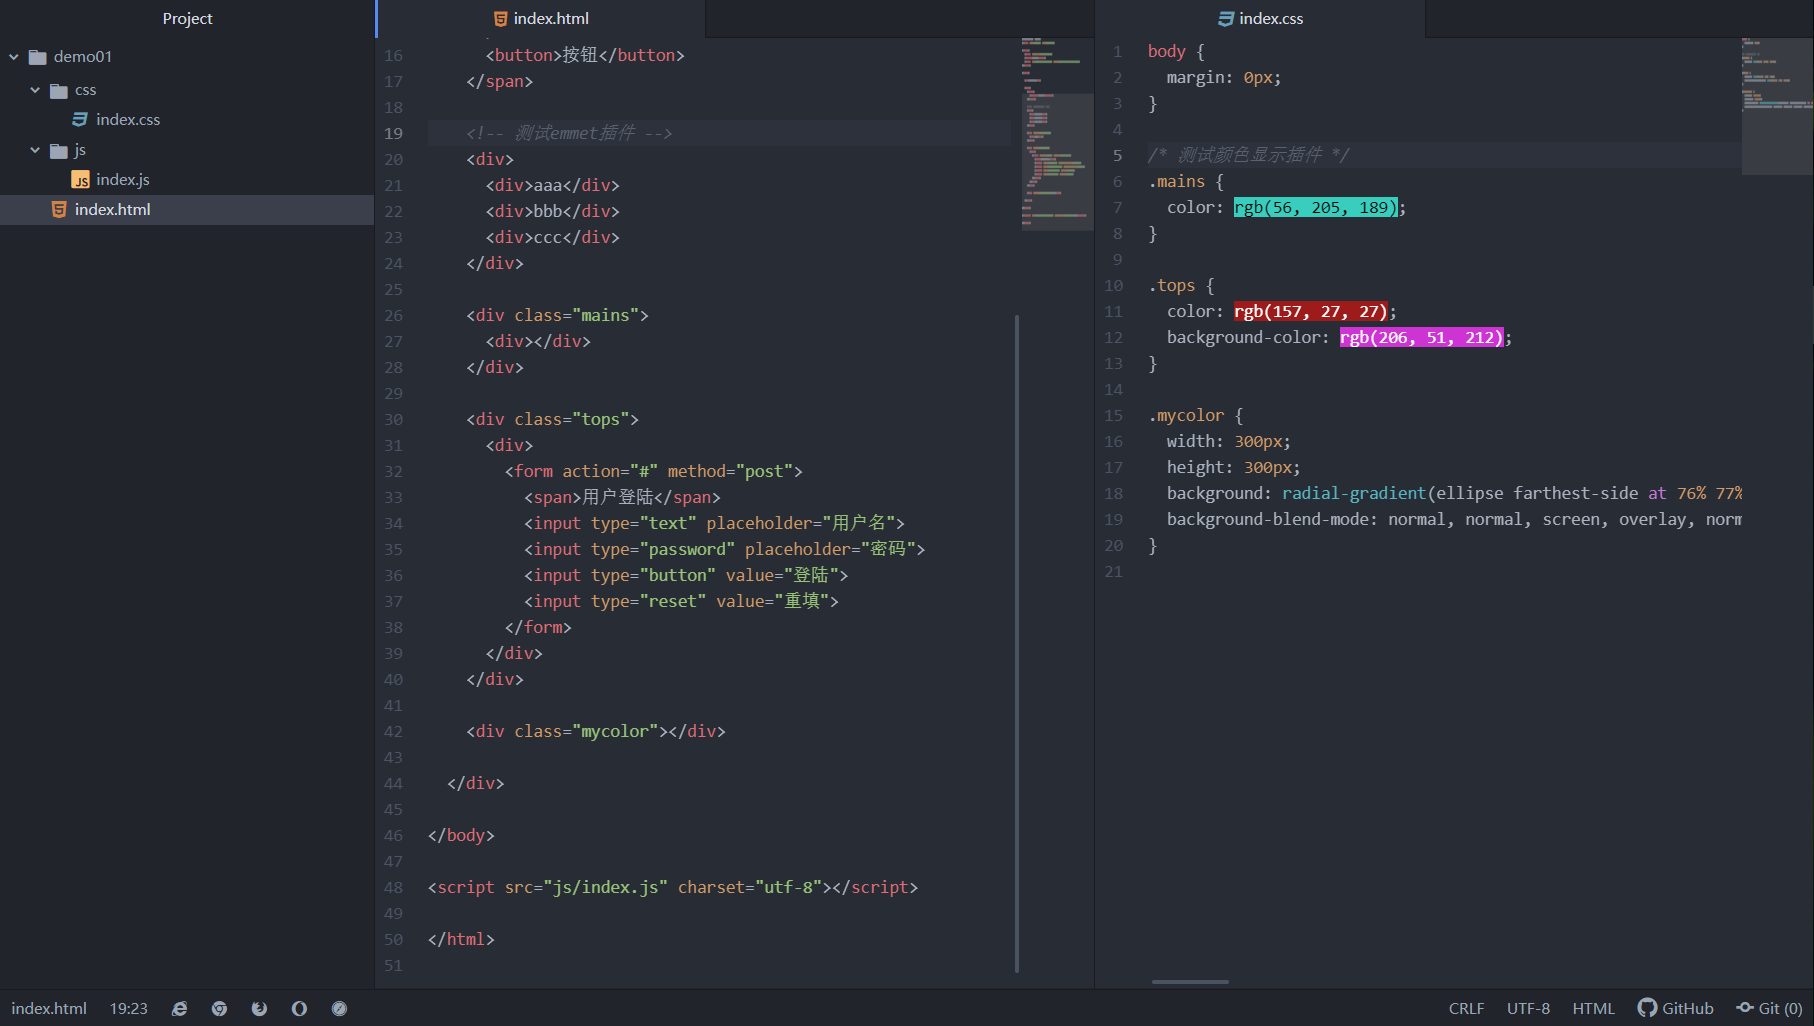 Project
demo01
css
index.css
js
index.js
index.html
index.html
16 <button>按钮</button>
17 </span>
18
19 <!-- 测试emmet插件 -->
20 <div>
21 <div>aaa</div>
22 <div>bbb</div>
23 <div>ccc</div>
24 </div>
25
26 <div class="mains">
27 <div></div>
28 </div>
29
30 <div class="tops">
31 <div>
32 <form action="#" method="post">
33 <span>用户登陆</span>
34 <input type="text" placeholder="用户名">
35 <input type="password" placeholder="密码">
36 <input type="button" value="登陆">
37 <input type="reset" value="重填">
38 </form>
39 </div>
40 </div>
41
42 <div class="mycolor"></div>
43
44 </div>
45
46 </body>
47
48 <script src="js/index.js" charset="utf-8"></script>
49
50 </html>
51
index.css
1 body {
2 margin: 0px;
3 }
4
5 /* 测试颜色显示插件 */
6 .mains {
7 color: rgb(56, 205, 189);
8 }
9
10 .tops {
11 color: rgb(157, 27, 27);
12 background-color: rgb(206, 51, 212);
13 }
14
15 .mycolor {
16 width: 300px;
17 height: 300px;
18 background: radial-gradient(ellipse farthest-side at 76% 77%
19 background-blend-mode: normal, normal, screen, overlay, norm
20 }
21
index.html 19:23 CRLF UTF-8 HTML GitHub Git (0)